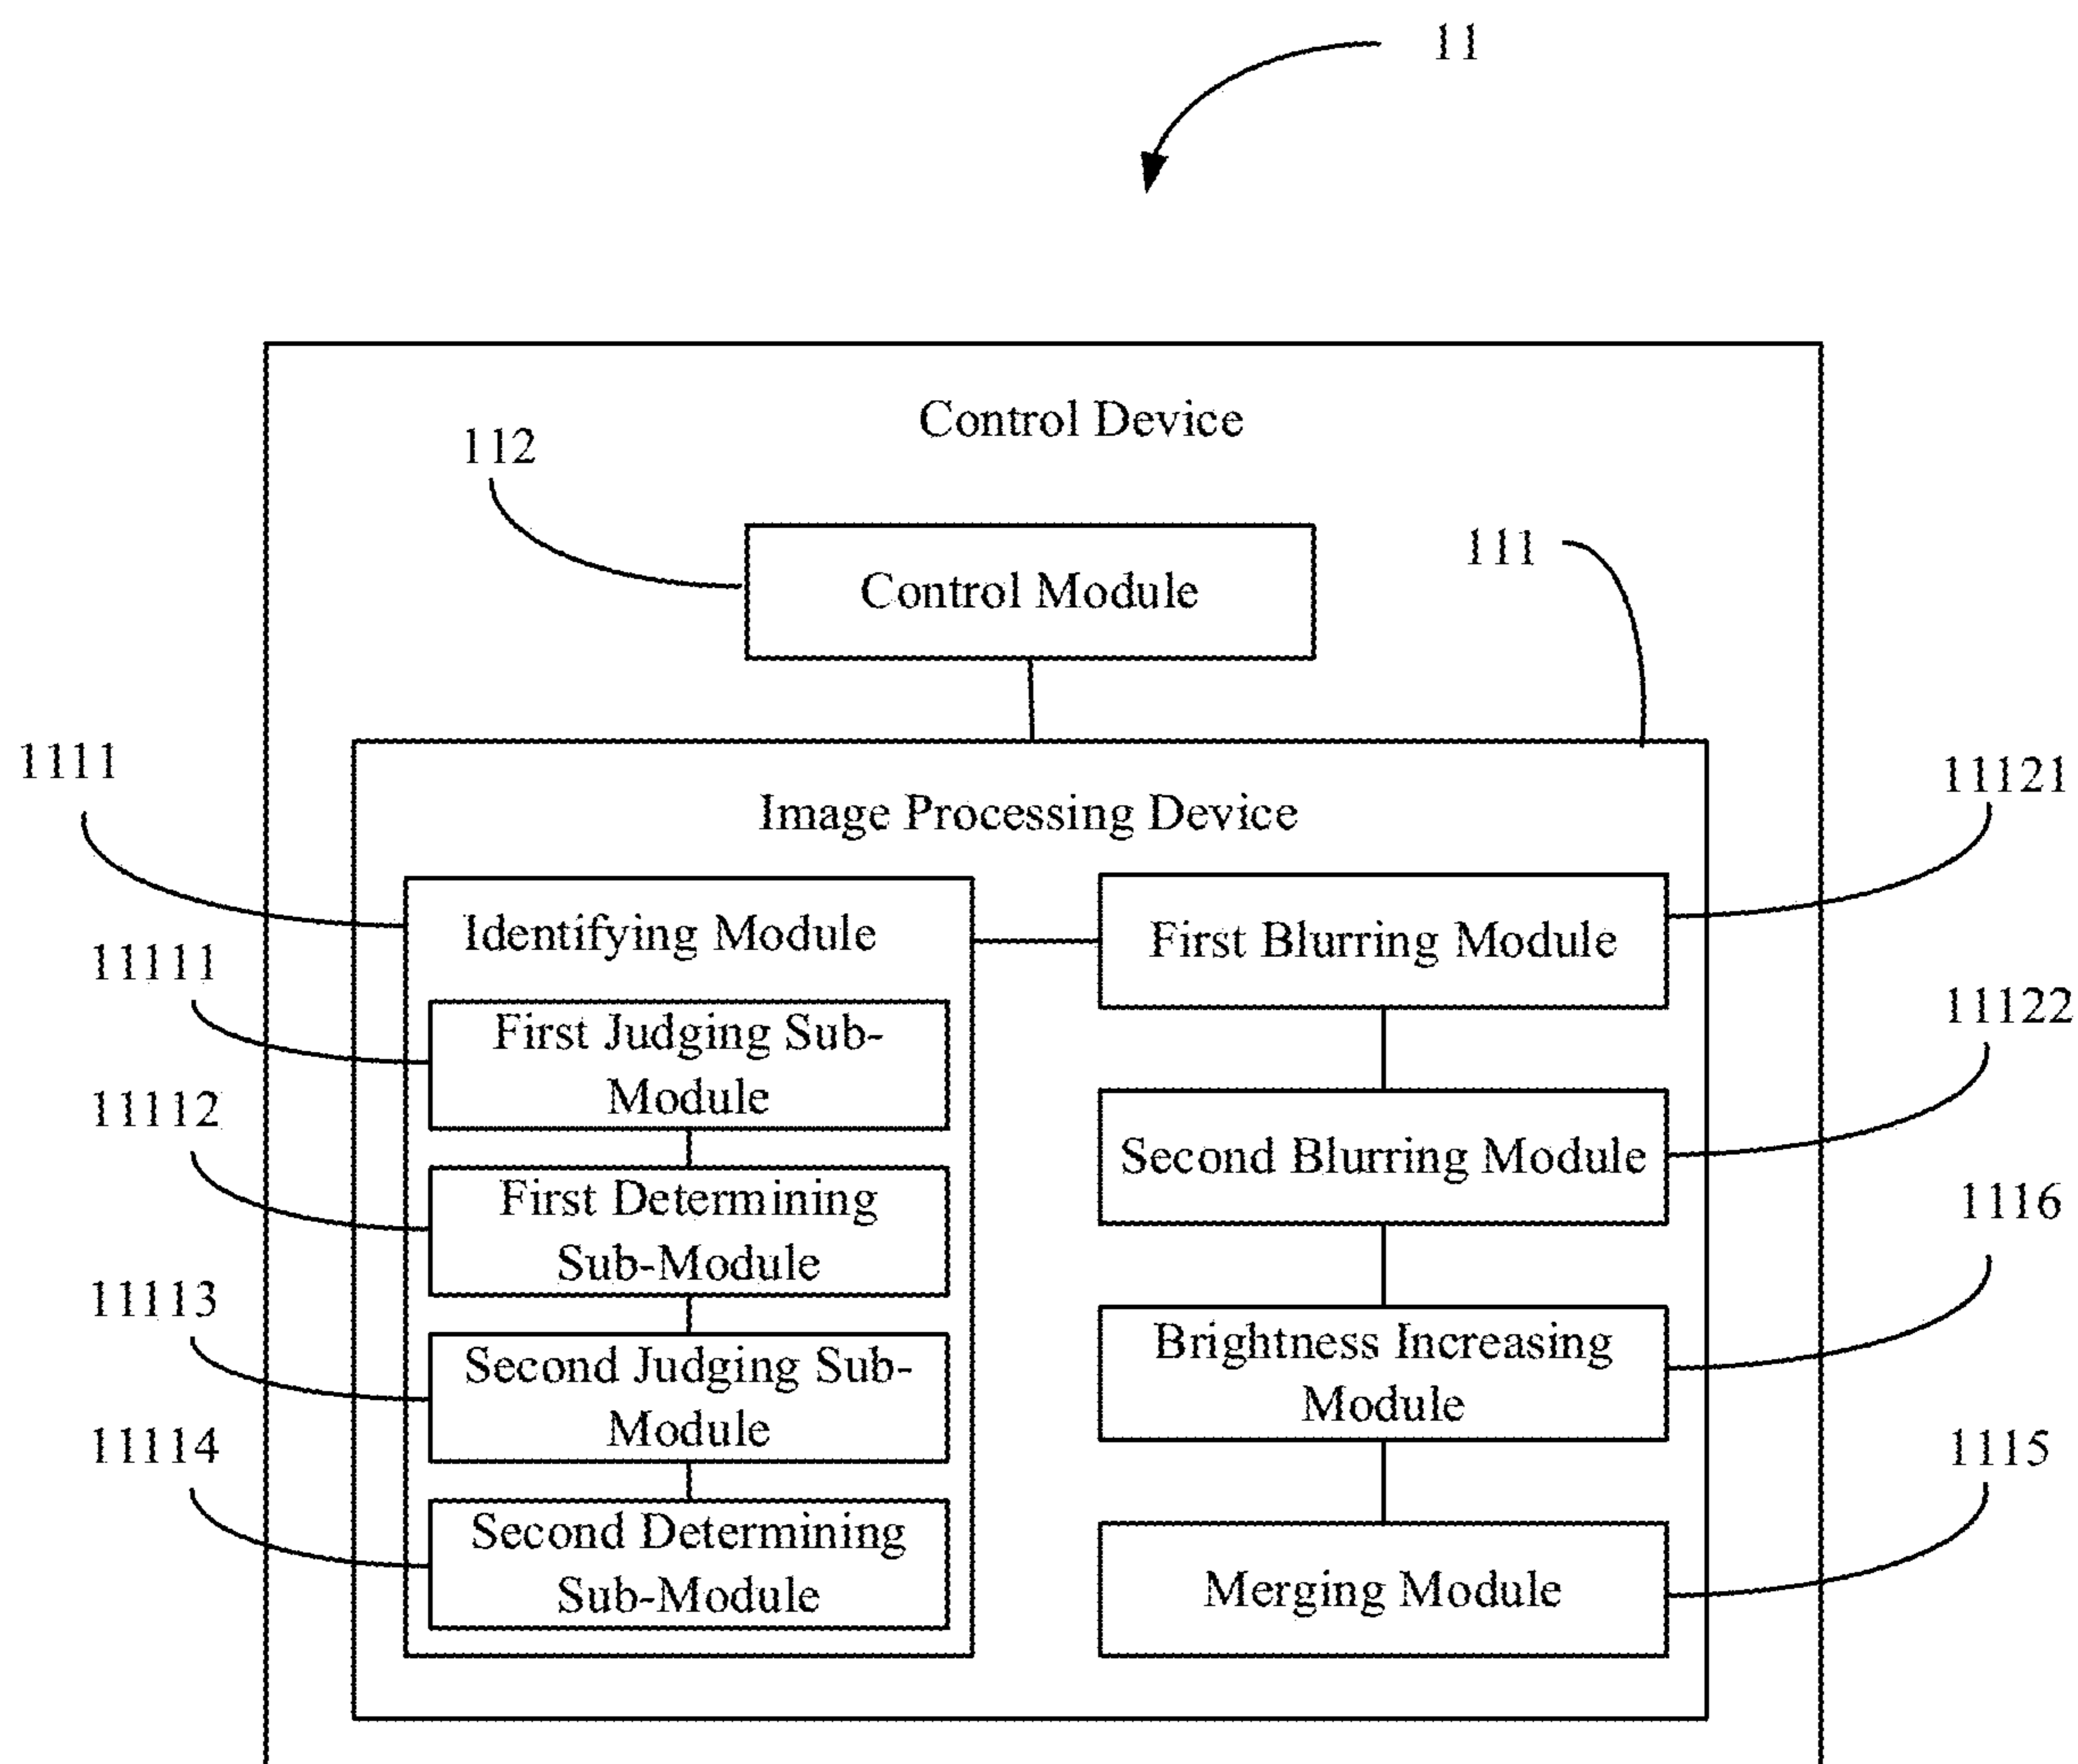 11
Control Device
112
111
Control Module
1111
11121
Image Processing Device
Identifying Module
First Blurring Module
11111
First Judging Sub-
Module
11122
11112
Second Blurring Module
First Determining
Sub-Module
1116
11113
Brightness Increasing
Module
Second Judging Sub-
Module
11114
1115
Second Determining
Sub-Module
Merging Module